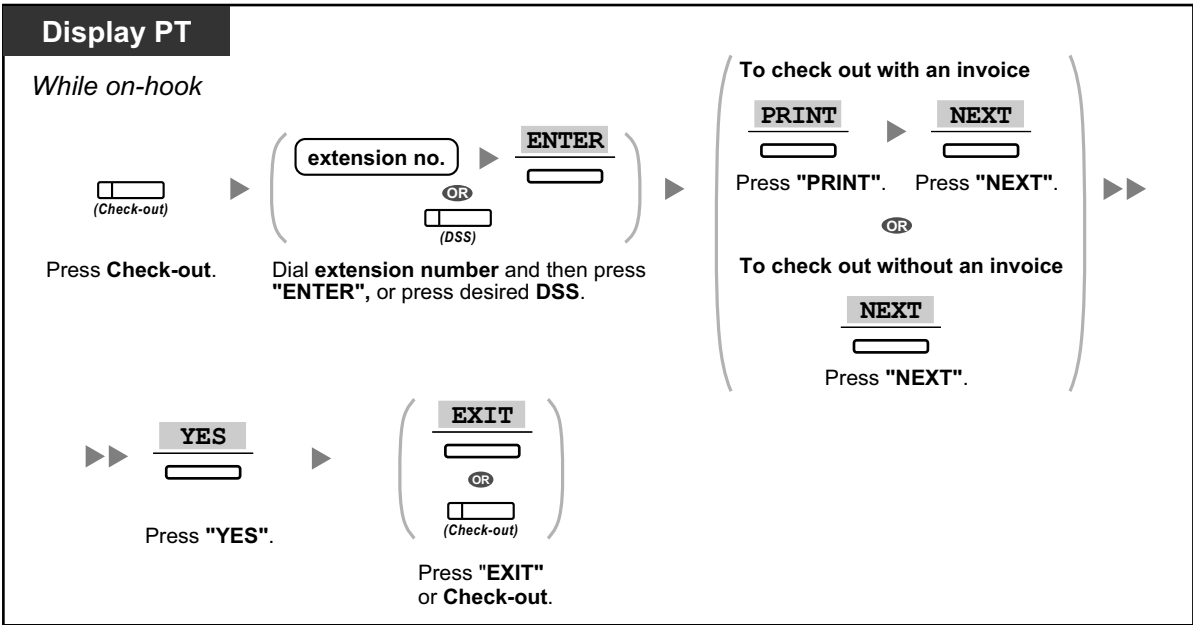 Display PT
While on-hook
(Check-out)
Press Check-out.
extension no.
ENTER
OR
(DSS)
Dial extension number and then press
"ENTER", or press desired DSS.
To check out with an invoice
PRINT
NEXT
Press "PRINT". Press "NEXT".
OR
To check out without an invoice
NEXT
Press "NEXT".
YES
Press "YES".
EXIT
OR
(Check-out)
Press "EXIT"
or Check-out.